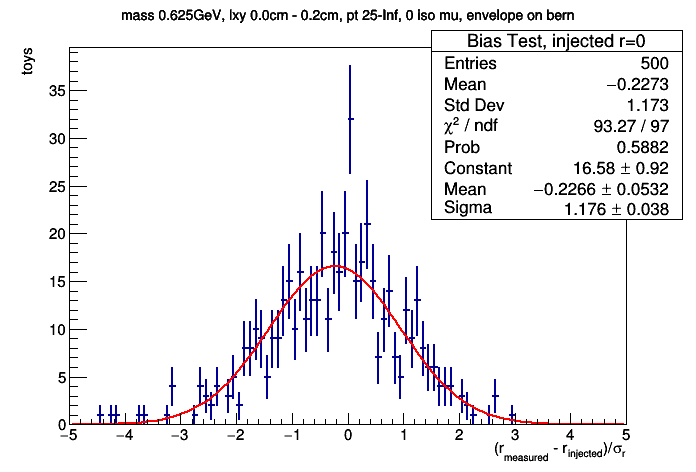 mass 0.625GeV, lxy 0.0cm - 0.2cm, pt 25-Inf, 0 Iso mu, envelope on bern
Bias Test, injected r=0
Entries 500
Mean −0.2273
Std Dev 1.173
χ² / ndf 93.27 / 97
Prob 0.5882
Constant 16.58 ± 0.92
Mean −0.2266 ± 0.0532
Sigma 1.176 ± 0.038
toys
35
30
25
20
15
10
5
0
−5 −4 −3 −2 −1 0 1 2 3 4 5
(r_measured - r_injected)/σ_r